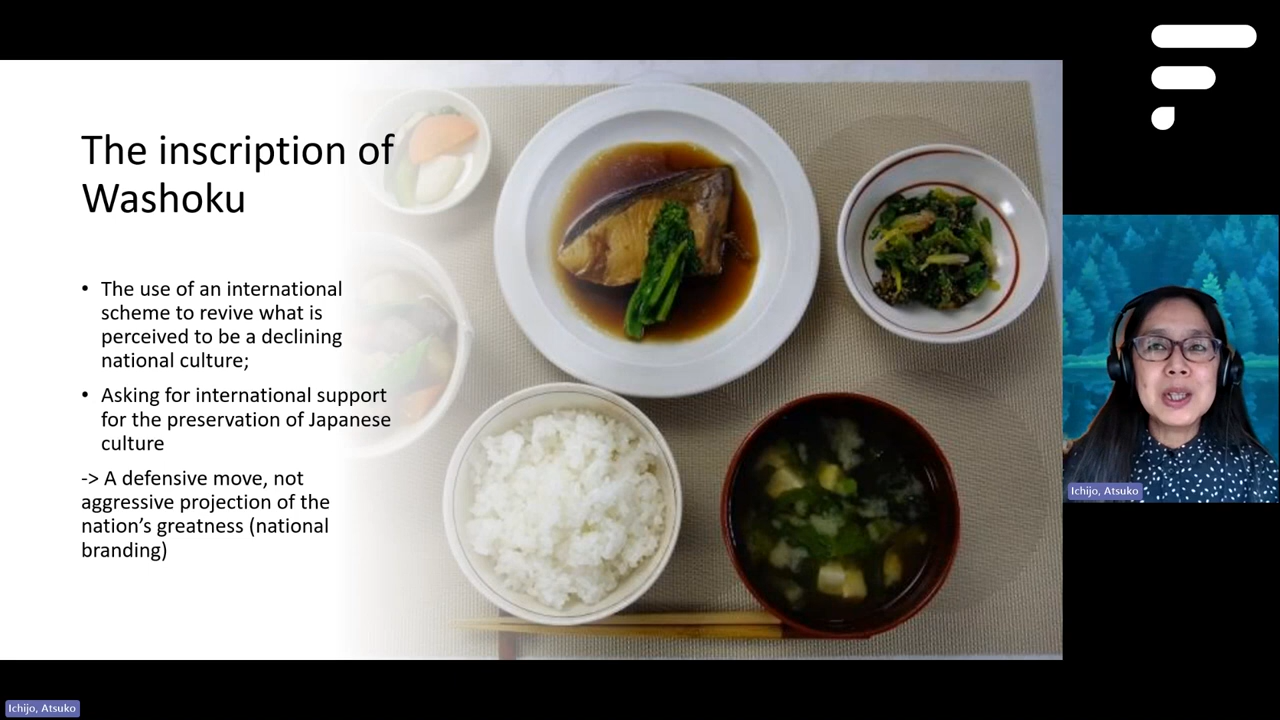 The inscription of
Washoku
• The use of an international
scheme to revive what is
perceived to be a declining
national culture;
• Asking for international support
for the preservation of Japanese
culture
-> A defensive move, not
aggressive projection of the
nation’s greatness (national
branding)
Ichijo, Atsuko
Ichijo, Atsuko